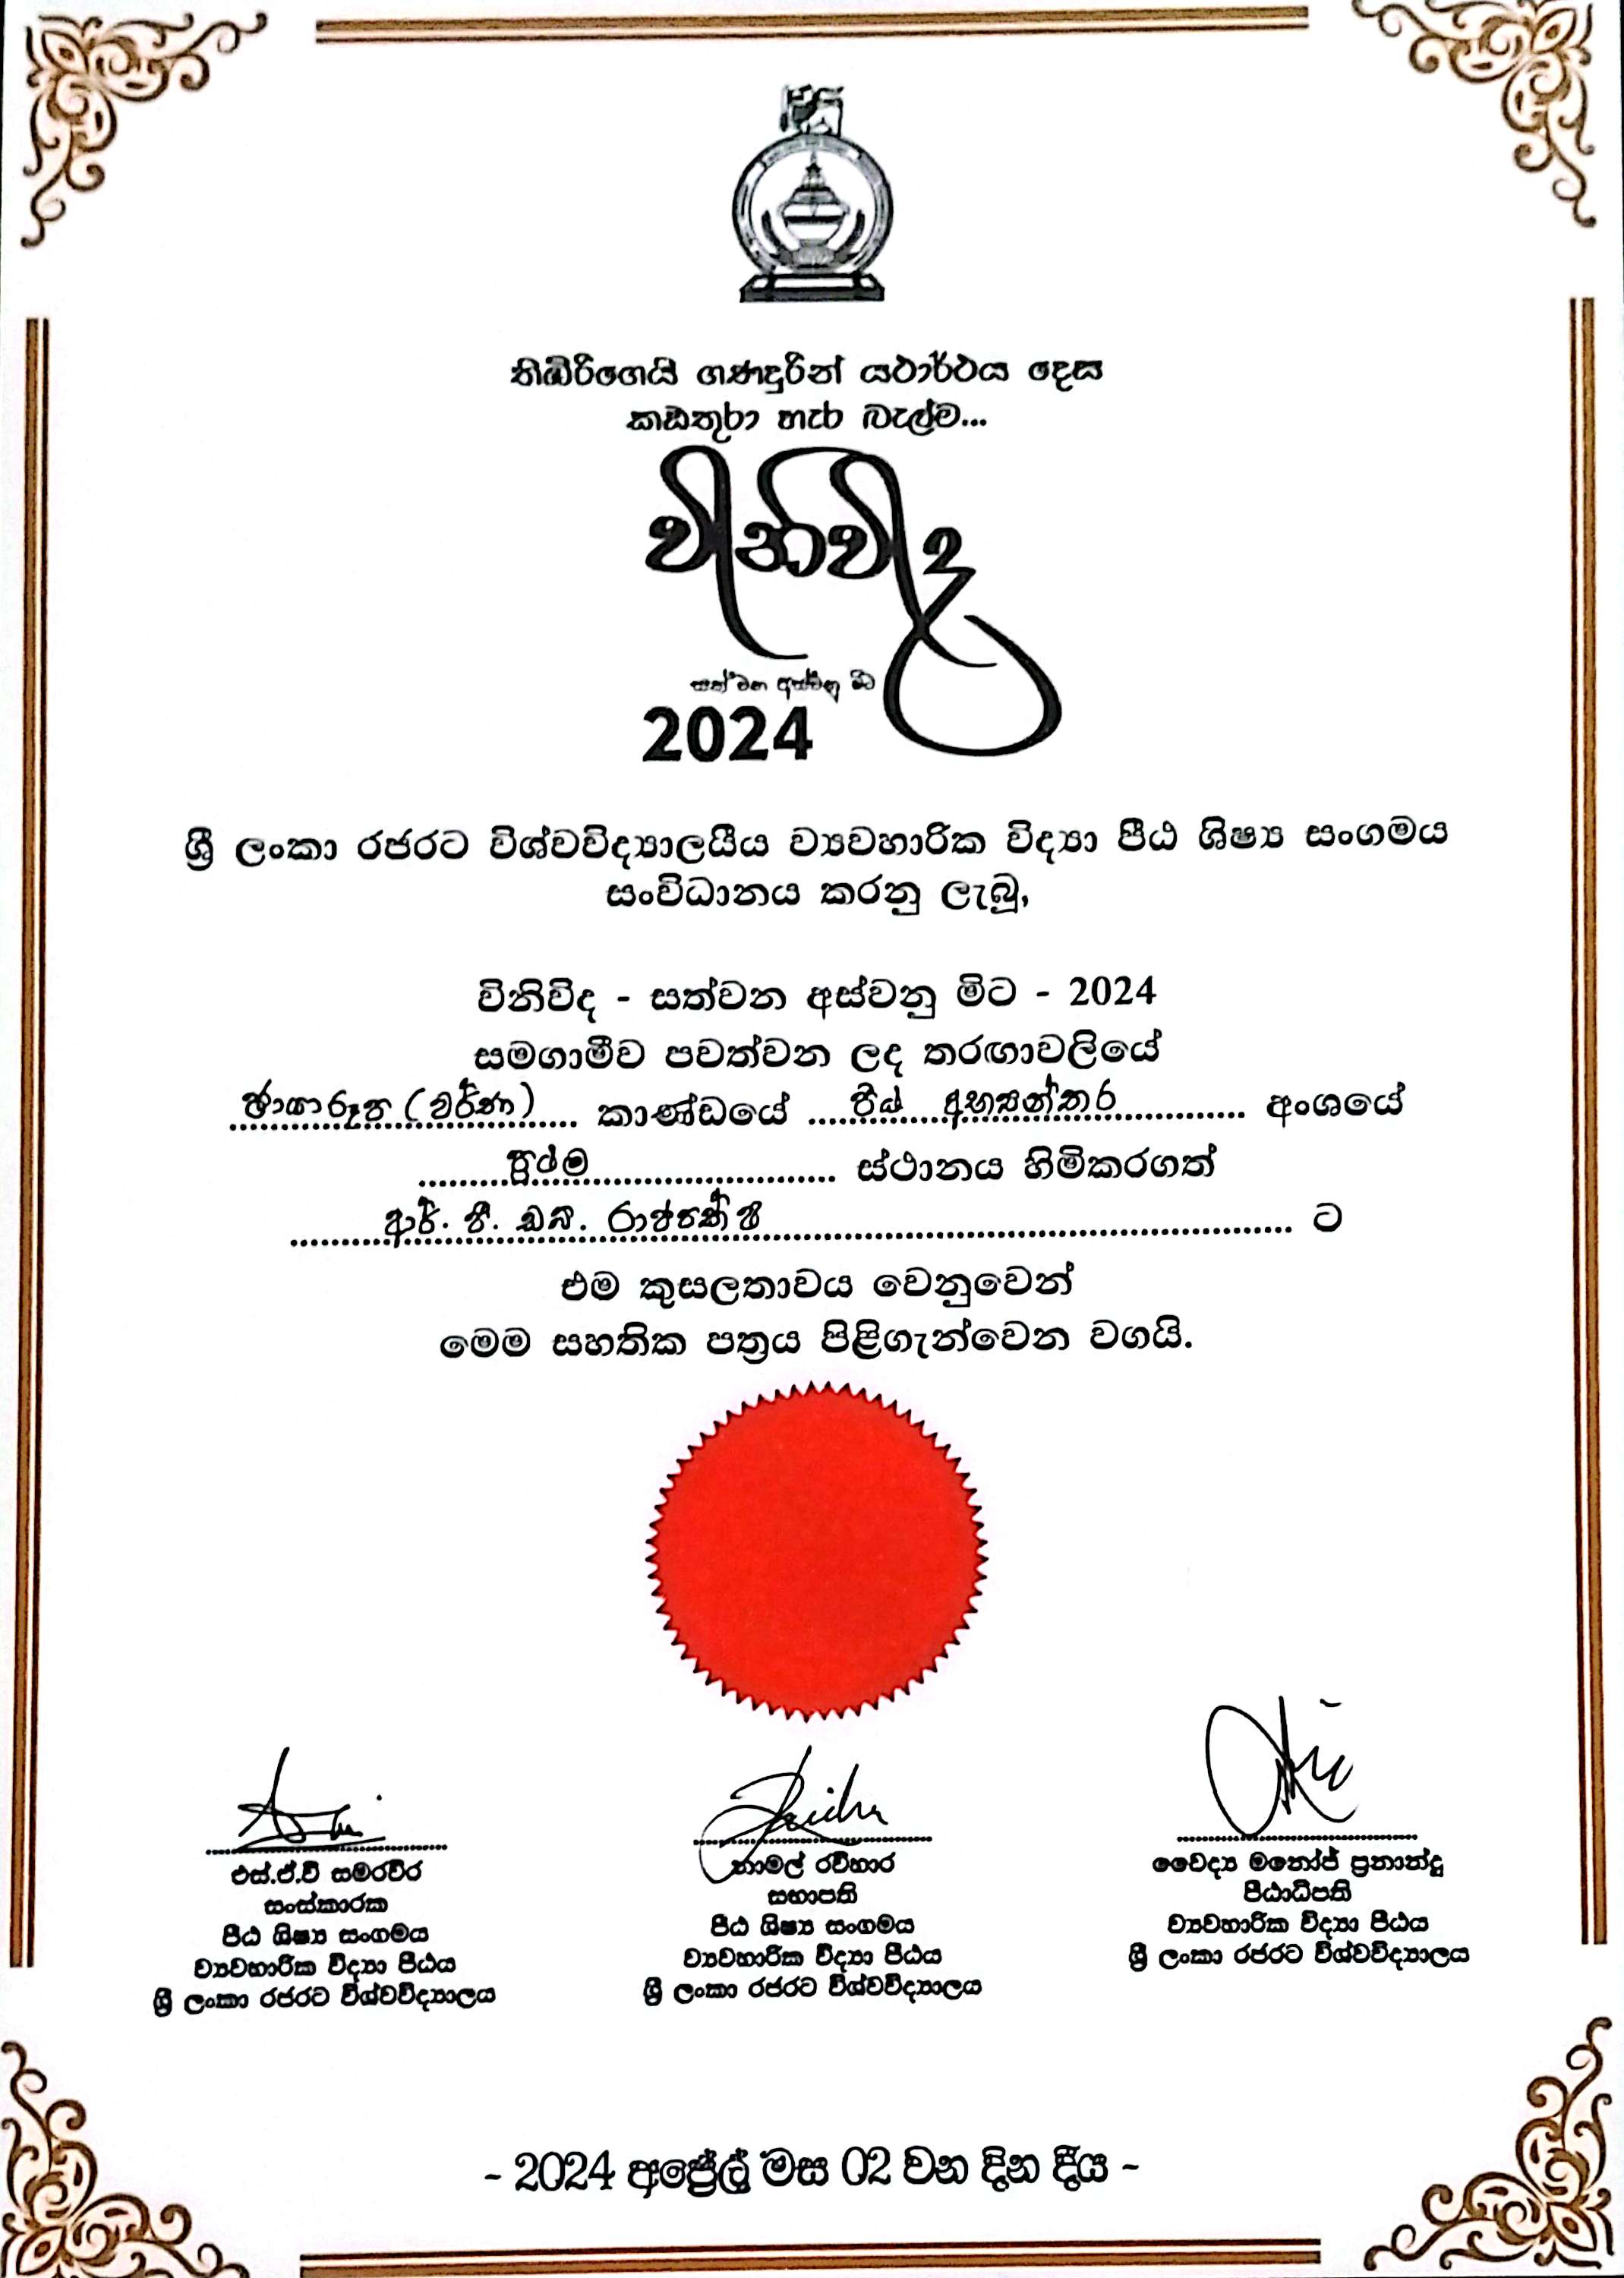 තිඹිරිගෙයි ගණඳුරින් යථාර්ථය දෙස
කඩතුරා හැර බැල්ම...
විනිවිද
සත්වන අස්වනු මිට
2024
ශ්‍රී ලංකා රජරට විශ්වවිද්‍යාලයීය ව්‍යවහාරික විද්‍යා පීඨ ශිෂ්‍ය සංගමය
සංවිධානය කරනු ලැබූ,
විනිවිද - සත්වන අස්වනු මිට - 2024
සමගාමීව පවත්වන ලද තරඟාවලියේ
ඡායාරූප (වර්ණ) කාණ්ඩයේ පීඨ අභ්‍යන්තර අංශයේ
ප්‍රථම ස්ථානය හිමිකරගත්
ආර්. පී. ඩබ්. රාජපක්ෂ ට
එම කුසලතාවය වෙනුවෙන්
මෙම සහතික පත්‍රය පිළිගැන්වෙන වගයි.
එස්.ඒ.වි සමරවිර
සංස්කාරක
පීඨ ශිෂ්‍ය සංගමය
ව්‍යවහාරික විද්‍යා පීඨය
ශ්‍රී ලංකා රජරට විශ්වවිද්‍යාලය
නාමල් රවිහාර
සභාපති
පීඨ ශිෂ්‍ය සංගමය
ව්‍යවහාරික විද්‍යා පීඨය
ශ්‍රී ලංකා රජරට විශ්වවිද්‍යාලය
වෛද්‍ය මනෝජ් ප්‍රනාන්දු
පීඨාධිපති
ව්‍යවහාරික විද්‍යා පීඨය
ශ්‍රී ලංකා රජරට විශ්වවිද්‍යාලය
- 2024 අප්‍රේල් මස 02 වන දින දීය -